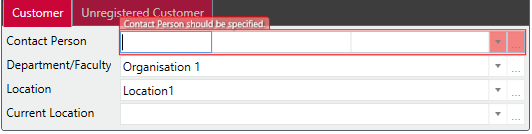 Customer Unregistered Customer
Contact Person should be specified.
Contact Person
Department/Faculty Organisation 1
Location Location1
Current Location